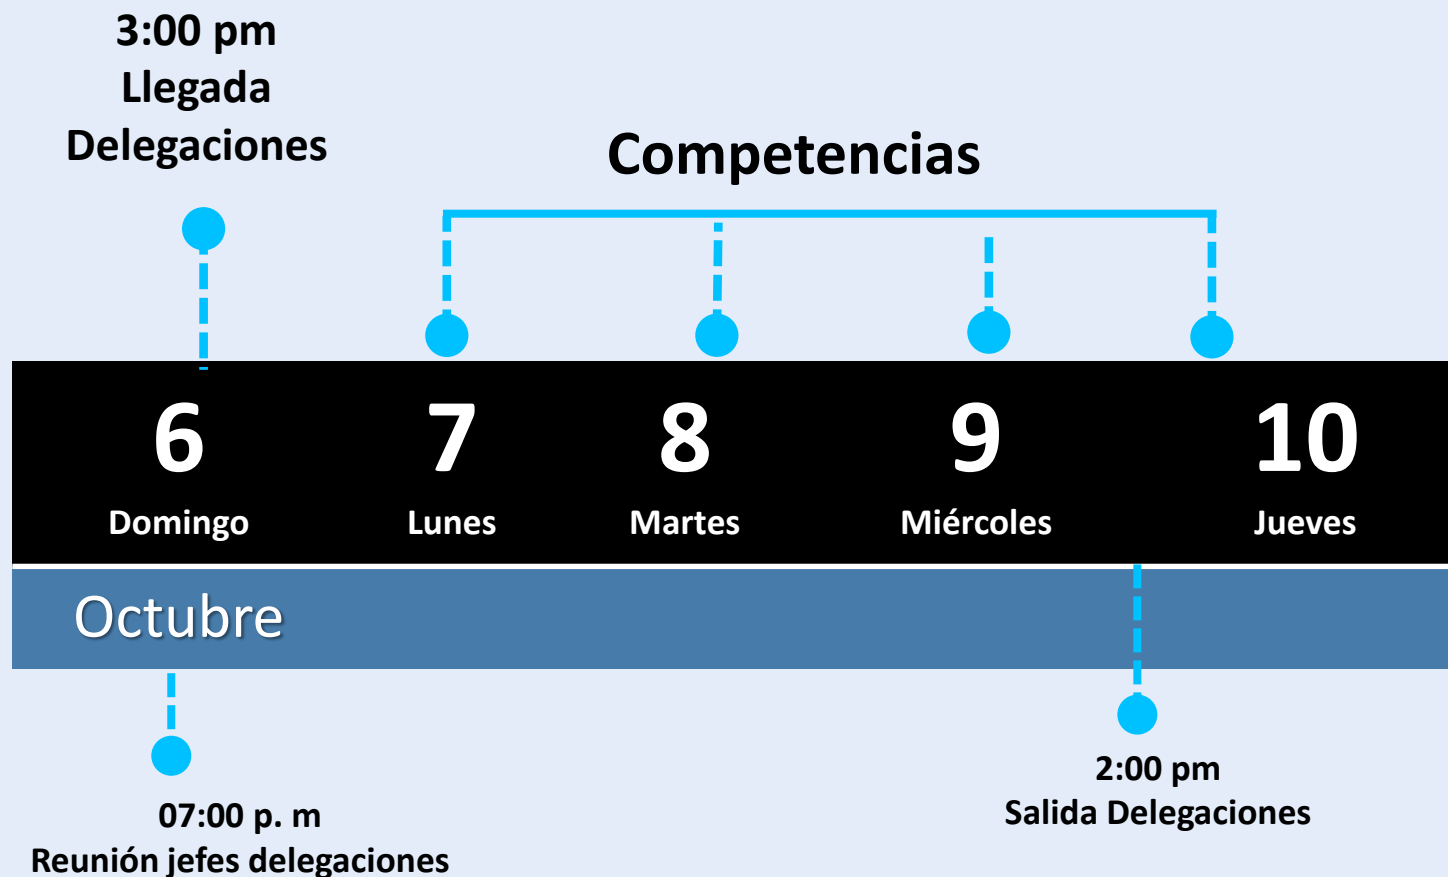 3:00 pm
Llegada
Delegaciones
Competencias
6
7
8
9
10
Domingo
Lunes
Martes
Miércoles
Jueves
Octubre
2:00 pm
Salida Delegaciones
07:00 p. m
Reunión jefes delegaciones